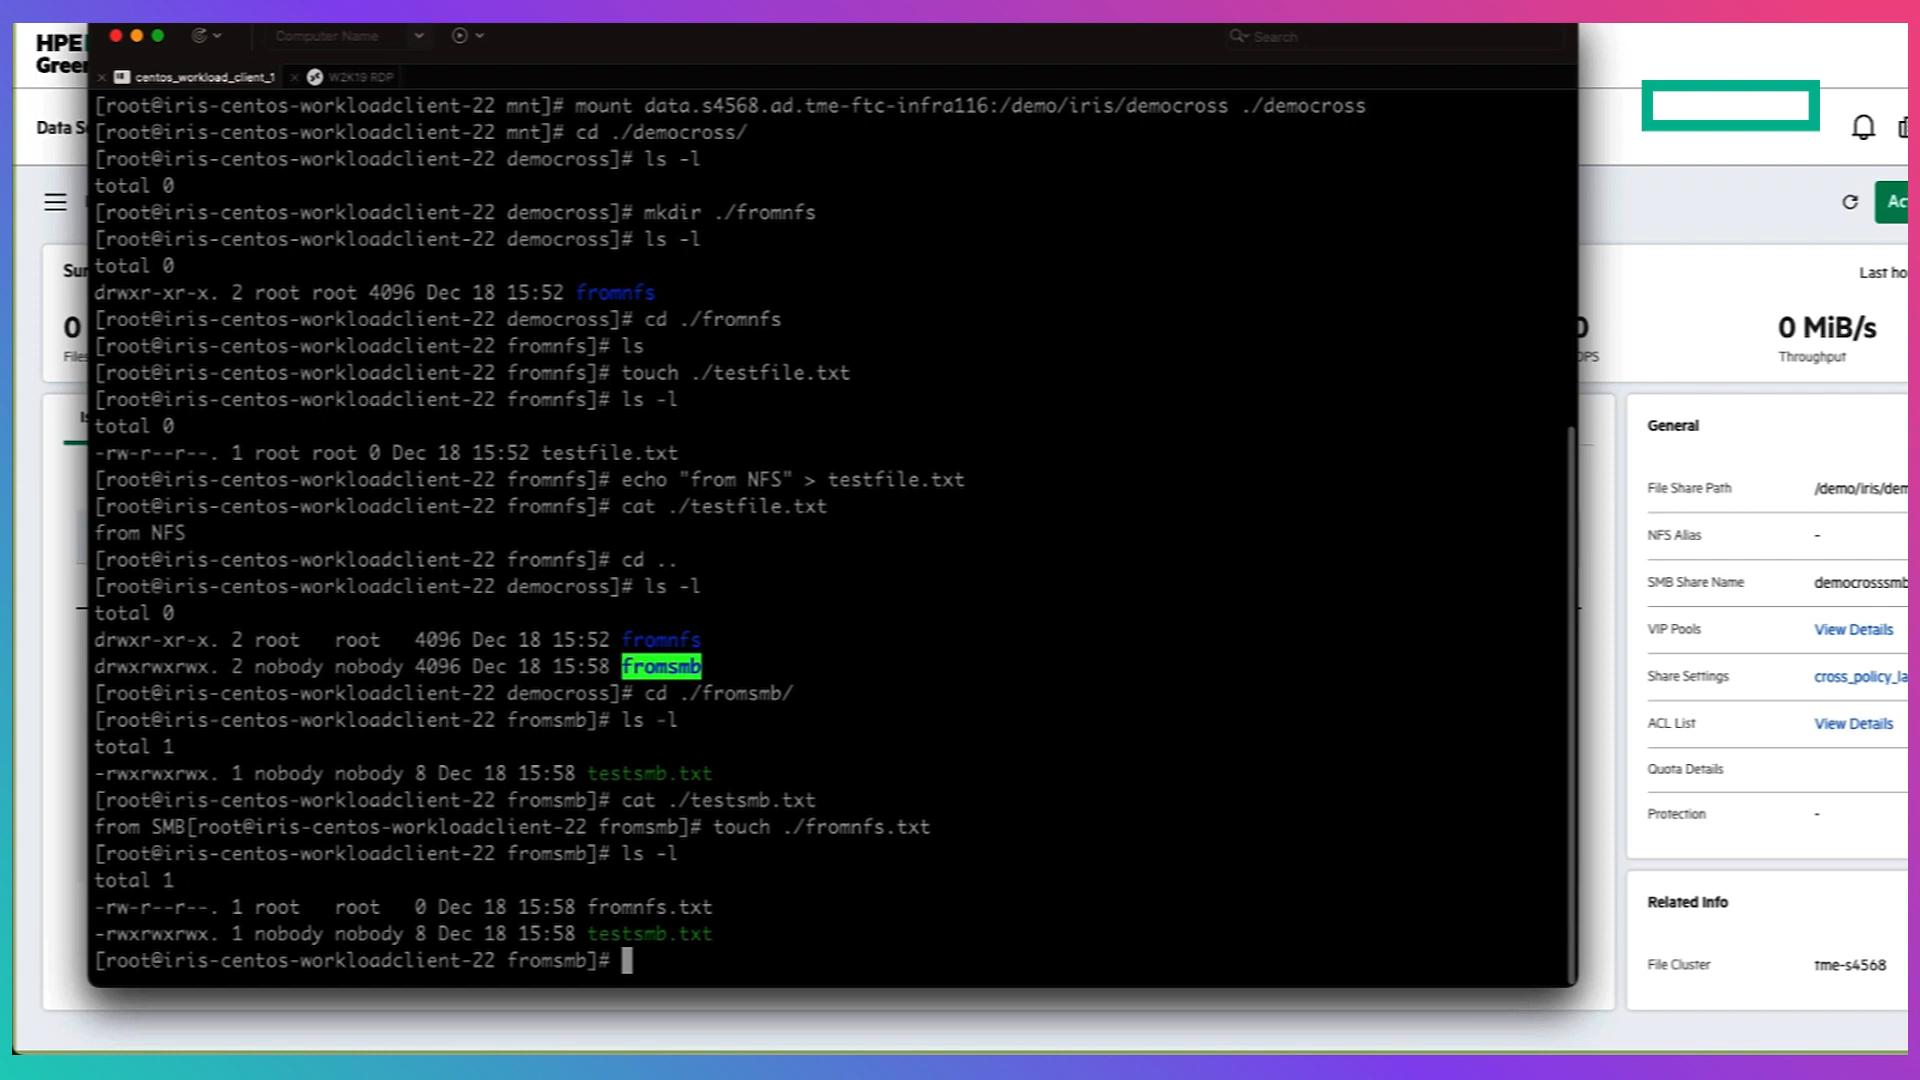 HPE
Computer Name
Search
centos_workload_client_1
W2K19 RDP
[root@iris-centos-workloadclient-22 mnt]# mount data.s4568.ad.tme-ftc-infra116:/demo/iris/democross ./democross
[root@iris-centos-workloadclient-22 mnt]# cd ./democross/
[root@iris-centos-workloadclient-22 democross]# ls -l
total 0
[root@iris-centos-workloadclient-22 democross]# mkdir ./fromnfs
[root@iris-centos-workloadclient-22 democross]# ls -l
total 0
drwxr-xr-x. 2 root root 4096 Dec 18 15:52 fromnfs
[root@iris-centos-workloadclient-22 democross]# cd ./fromnfs
[root@iris-centos-workloadclient-22 fromnfs]# ls
[root@iris-centos-workloadclient-22 fromnfs]# touch ./testfile.txt
[root@iris-centos-workloadclient-22 fromnfs]# ls -l
total 0
-rw-r--r--. 1 root root 0 Dec 18 15:52 testfile.txt
[root@iris-centos-workloadclient-22 fromnfs]# echo "from NFS" > testfile.txt
[root@iris-centos-workloadclient-22 fromnfs]# cat ./testfile.txt
from NFS
[root@iris-centos-workloadclient-22 fromnfs]# cd ..
[root@iris-centos-workloadclient-22 democross]# ls -l
total 0
drwxr-xr-x. 2 root   root   4096 Dec 18 15:52 fromnfs
drwxrwxrwx. 2 nobody nobody 4096 Dec 18 15:58 fromsmb
[root@iris-centos-workloadclient-22 democross]# cd ./fromsmb/
[root@iris-centos-workloadclient-22 fromsmb]# ls -l
total 1
-rwxrwxrwx. 1 nobody nobody 8 Dec 18 15:58 testsmb.txt
[root@iris-centos-workloadclient-22 fromsmb]# cat ./testsmb.txt
from SMB[root@iris-centos-workloadclient-22 fromsmb]# touch ./fromnfs.txt
[root@iris-centos-workloadclient-22 fromsmb]# ls -l
total 1
-rw-r--r--. 1 root   root   0 Dec 18 15:58 fromnfs.txt
-rwxrwxrwx. 1 nobody nobody 8 Dec 18 15:58 testsmb.txt
[root@iris-centos-workloadclient-22 fromsmb]#
Data
0
0 MiB/s
Throughput
General
File Share Path /demo/iris/dem
NFS Alias -
SMB Share Name democrosssmb
VIP Pools View Details
Share Settings cross_policy_la
ACL List View Details
Quota Details
Protection -
Related Info
File Cluster tme-s4568